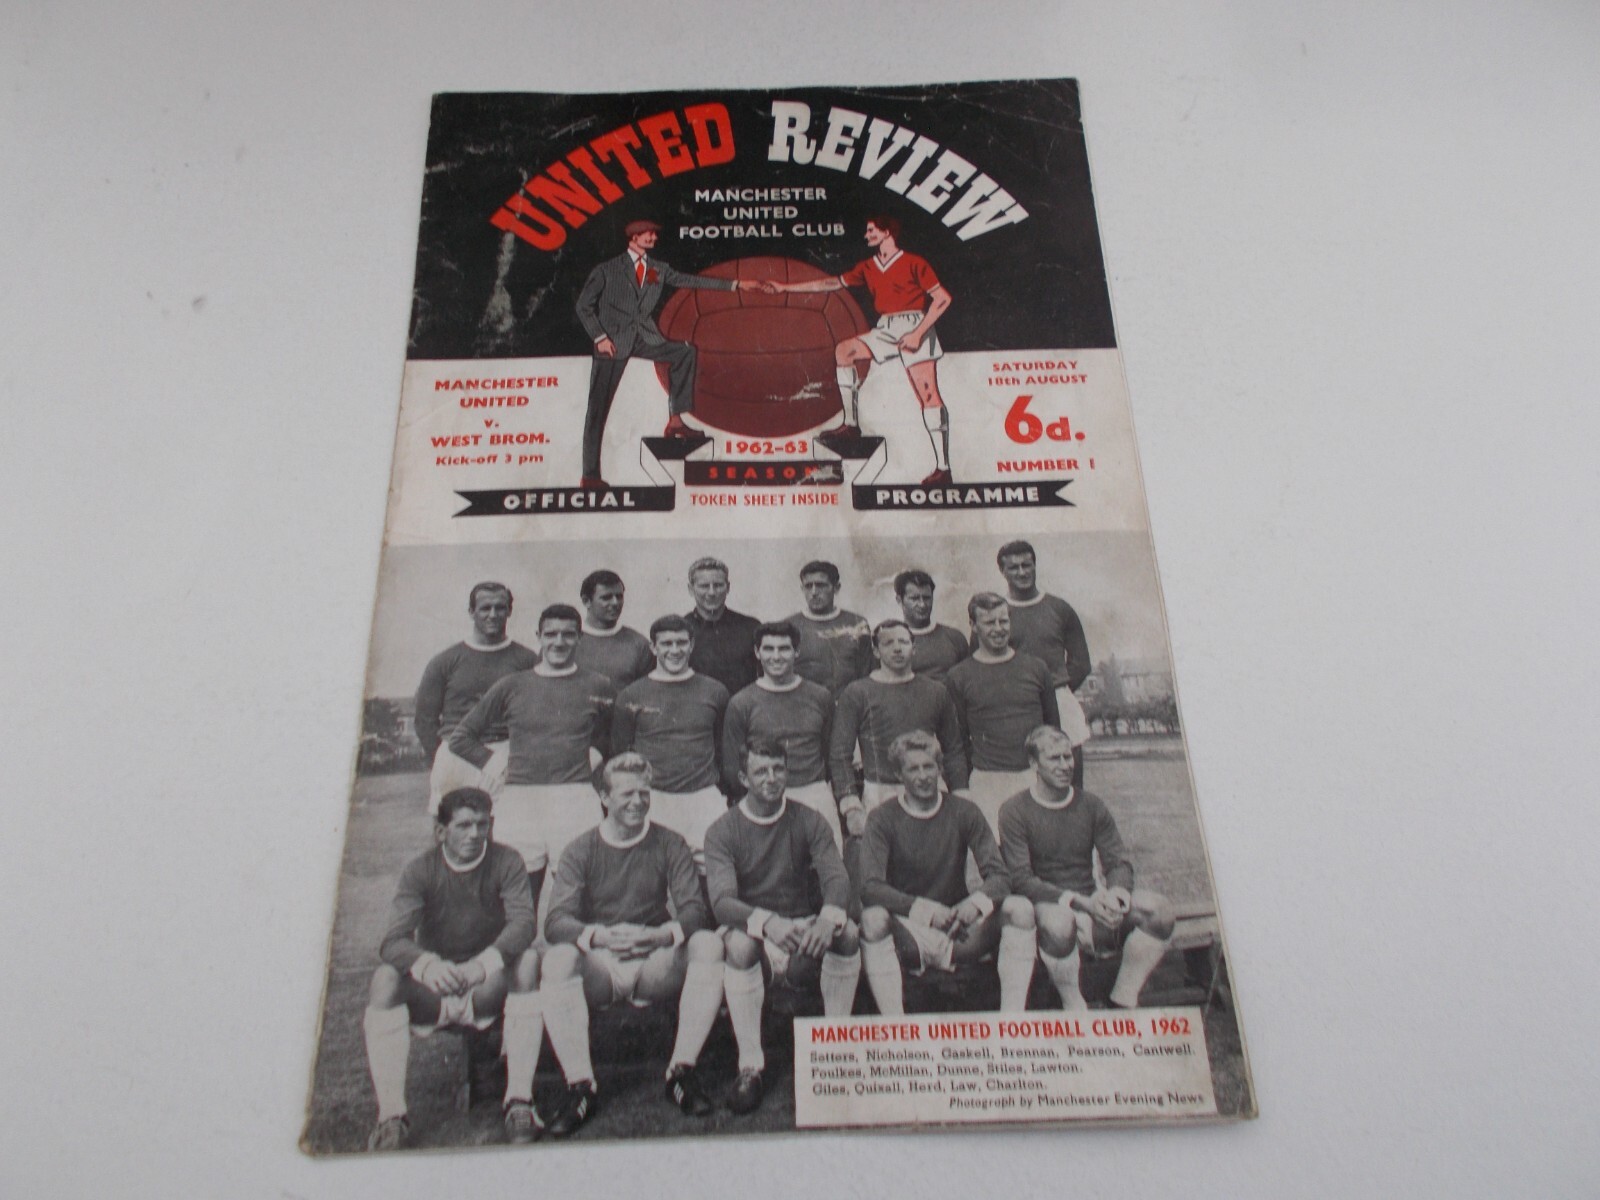 UNITED REVIEW
MANCHESTER
UNITED
FOOTBALL CLUB
MANCHESTER
UNITED
v.
WEST BROM.
Kick-off 3 pm
SATURDAY
18th AUGUST
6d.
NUMBER 1
1962-63
SEASON
OFFICIAL
TOKEN SHEET INSIDE
PROGRAMME
MANCHESTER UNITED FOOTBALL CLUB, 1962
Setters, Nicholson, Gaskell, Brennan, Pearson, Cantwell.
Foulkes, McMillan, Dunne, Stiles, Lawton.
Giles, Quixall, Herd, Law, Charlton.
Photograph by Manchester Evening News